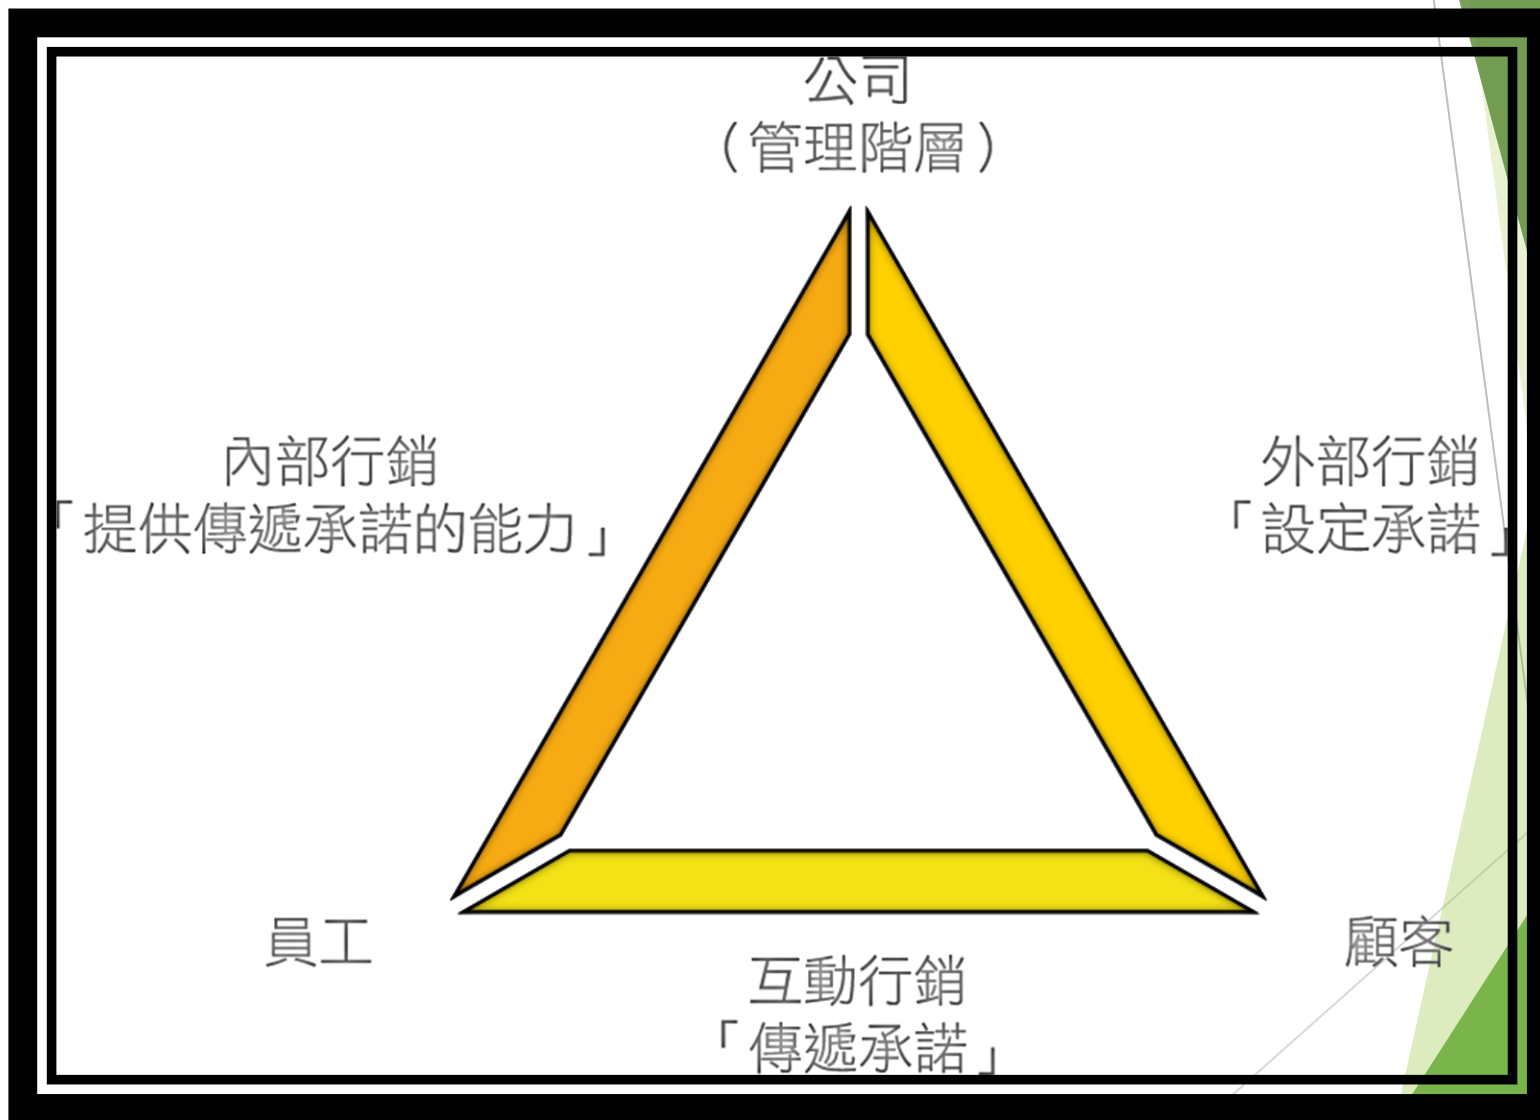 公司
（管理階層）
內部行銷
「提供傳遞承諾的能力」
外部行銷
「設定承諾」
員工
顧客
互動行銷
「傳遞承諾」